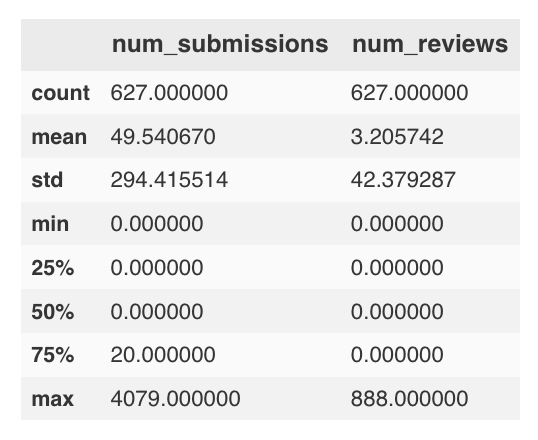 num_submissions num_reviews
count 627.000000 627.000000
mean 49.540670 3.205742
std 294.415514 42.379287
min 0.000000 0.000000
25% 0.000000 0.000000
50% 0.000000 0.000000
75% 20.000000 0.000000
max 4079.000000 888.000000